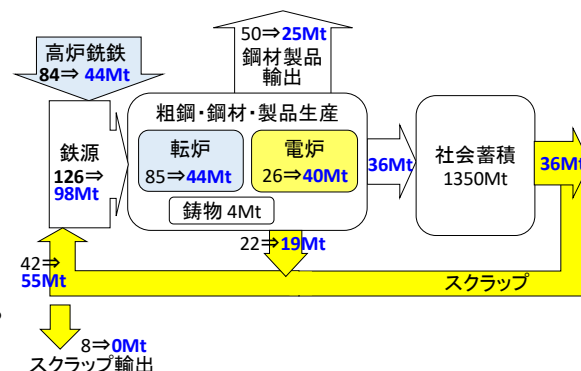 50⇒25Mt
鋼材製品
輸出
高炉銑鉄
84⇒ 44Mt
粗鋼・鋼材・製品生産
鉄源
126⇒
98Mt
転炉
85⇒44Mt
電炉
26⇒40Mt
鋳物 4Mt
36Mt
社会蓄積
1350Mt
36Mt
22⇒19Mt
42⇒
55Mt
スクラップ
8⇒0Mt
スクラップ輸出